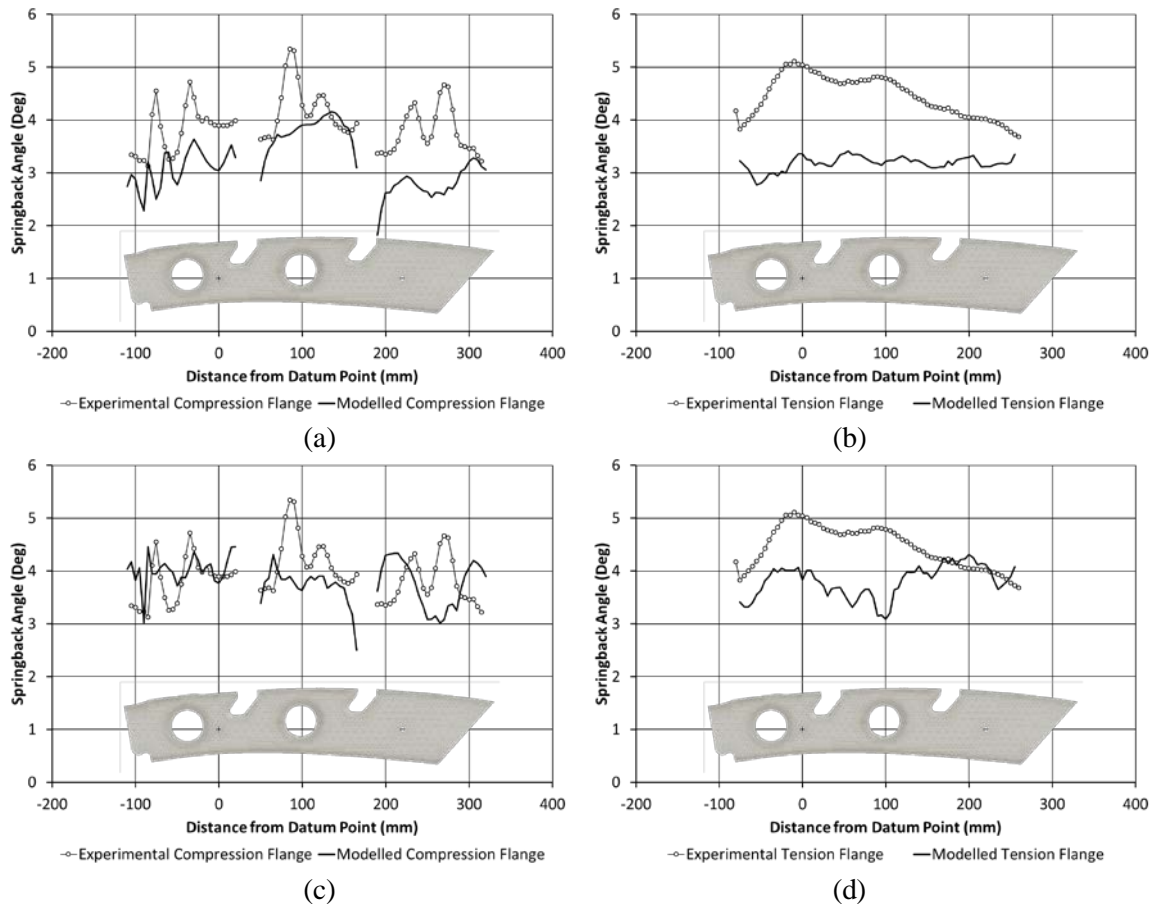 6
5
4
3
2
1
0
Springback Angle (Deg)
-200 -100 0 100 200 300 400
Distance from Datum Point (mm)
Experimental Compression Flange Modelled Compression Flange
(a)
6
5
4
3
2
1
0
Springback Angle (Deg)
-200 -100 0 100 200 300 400
Distance from Datum Point (mm)
Experimental Tension Flange Modelled Tension Flange
(b)
6
5
4
3
2
1
0
Springback Angle (Deg)
-200 -100 0 100 200 300 400
Distance from Datum Point (mm)
Experimental Compression Flange Modelled Compression Flange
(c)
6
5
4
3
2
1
0
Springback Angle (Deg)
-200 -100 0 100 200 300 400
Distance from Datum Point (mm)
Experimental Tension Flange Modelled Tension Flange
(d)